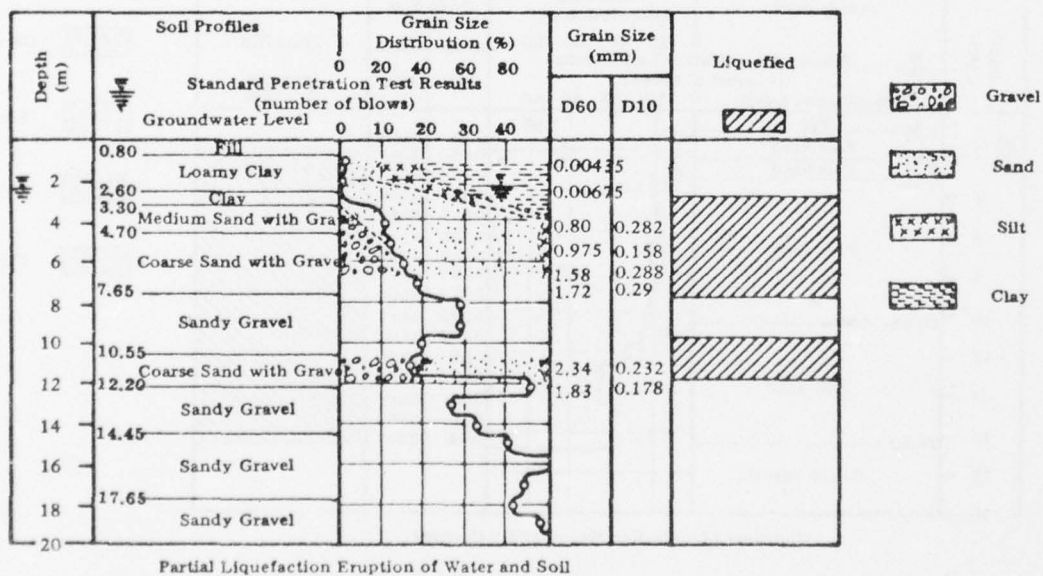 Depth
(m)
Soil Profiles
Grain Size
Distribution (%)
0 20 40 60 80
Standard Penetration Test Results
(number of blows)
Groundwater Level
0 10 20 30 40
Grain Size
(mm)
D60 D10
Liquefied
Gravel
Sand
Silt
Clay
0.80 Fill
2 Loamy Clay 0.00435
2.60 Clay 0.00675
3.30
4 Medium Sand with Grav 0.80 0.282
4.70 0.975 0.158
6 Coarse Sand with Grave 1.58 0.288
7.65 1.72 0.29
8
Sandy Gravel
10
10.55
Coarse Sand with Grave 2.34 0.232
12 12.20 1.83 0.178
Sandy Gravel
14 14.45
16 Sandy Gravel
17.65
18
Sandy Gravel
20
Partial Liquefaction Eruption of Water and Soil